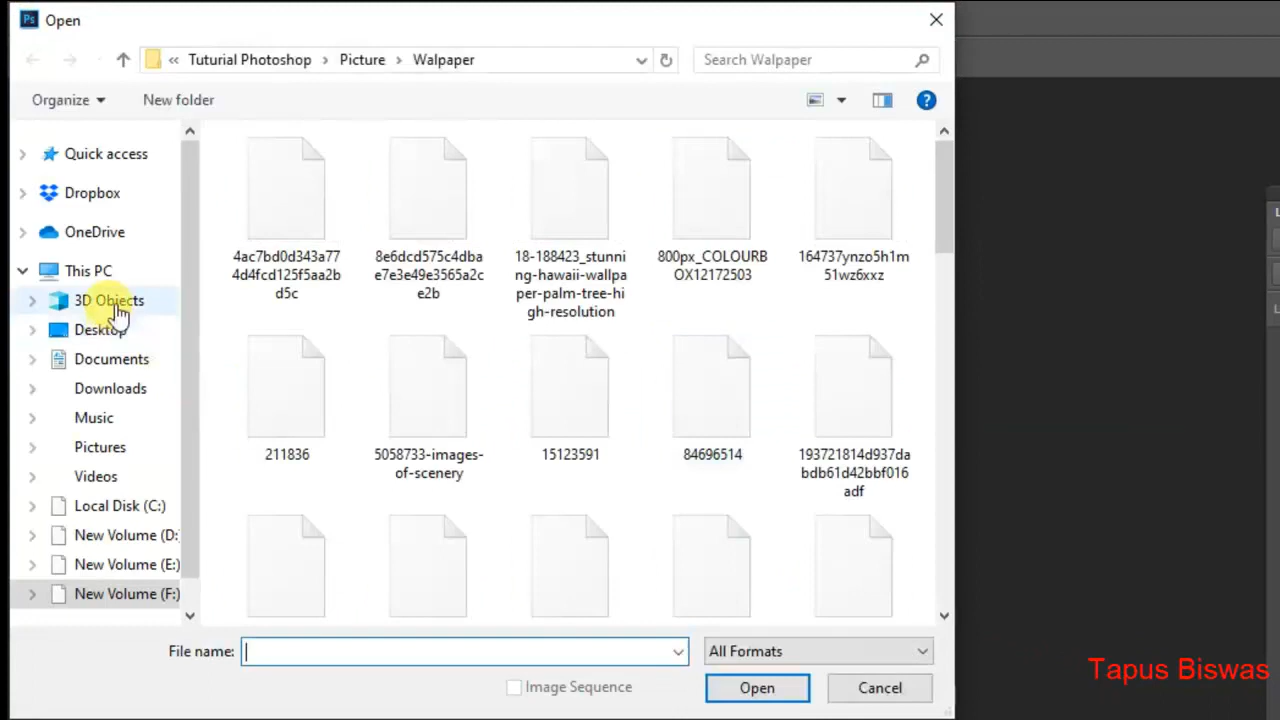 Ps Open
« Tuturial Photoshop › Picture › Walpaper
Search Walpaper
Organize
New folder
?
Quick access
Dropbox
OneDrive
This PC
3D Objects
Desktop
Documents
Downloads
Music
Pictures
Videos
Local Disk (C:)
New Volume (D:
New Volume (E:)
New Volume (F:)
4ac7bd0d343a77
4d4fcd125f5aa2b
d5c
8e6dcd575c4dba
e7e3e49e3565a2c
e2b
18-188423_stunni
ng-hawaii-wallpa
per-palm-tree-hi
gh-resolution
800px_COLOURB
OX12172503
164737ynzo5h1m
51wz6xxz
211836
5058733-images-
of-scenery
15123591
84696514
193721814d937da
bdb61d42bbf016
adf
File name:
All Formats
Image Sequence
Open
Cancel
Tapus Biswas